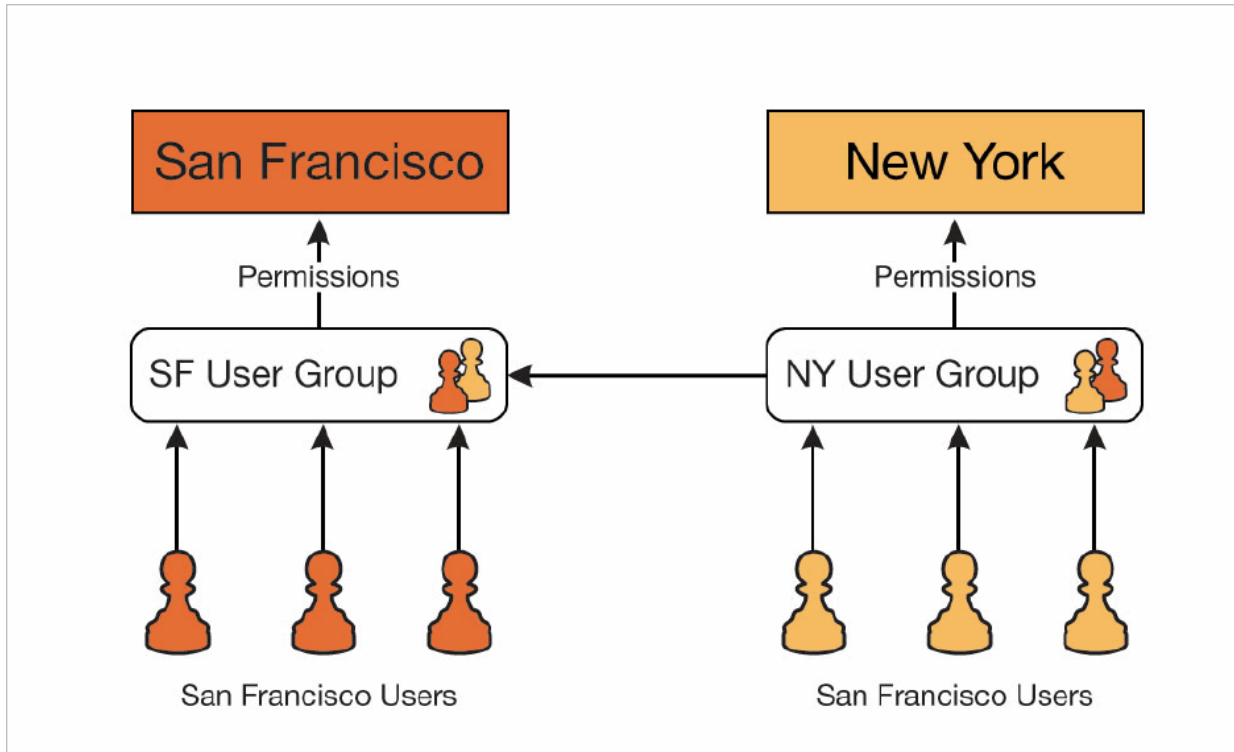 San Francisco
New York
Permissions
Permissions
SF User Group
NY User Group
San Francisco Users
San Francisco Users